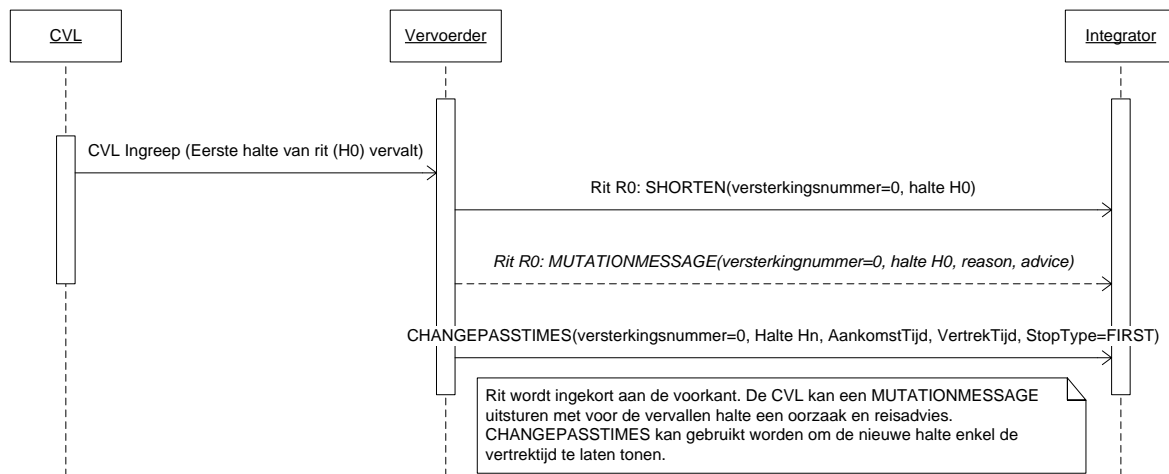 CVL
Vervoerder
Integrator
CVL Ingreep (Eerste halte van rit (H0) vervalt)
Rit R0: SHORTEN(versterkingsnummer=0, halte H0)
Rit R0: MUTATIONMESSAGE(versterkingnummer=0, halte H0, reason, advice)
CHANGEPASSTIMES(versterkingsnummer=0, Halte Hn, AankomstTijd, VertrekTijd, StopType=FIRST)
Rit wordt ingekort aan de voorkant. De CVL kan een MUTATIONMESSAGE
uitsturen met voor de vervallen halte een oorzaak en reisadvies.
CHANGEPASSTIMES kan gebruikt worden om de nieuwe halte enkel de
vertrektijd te laten tonen.